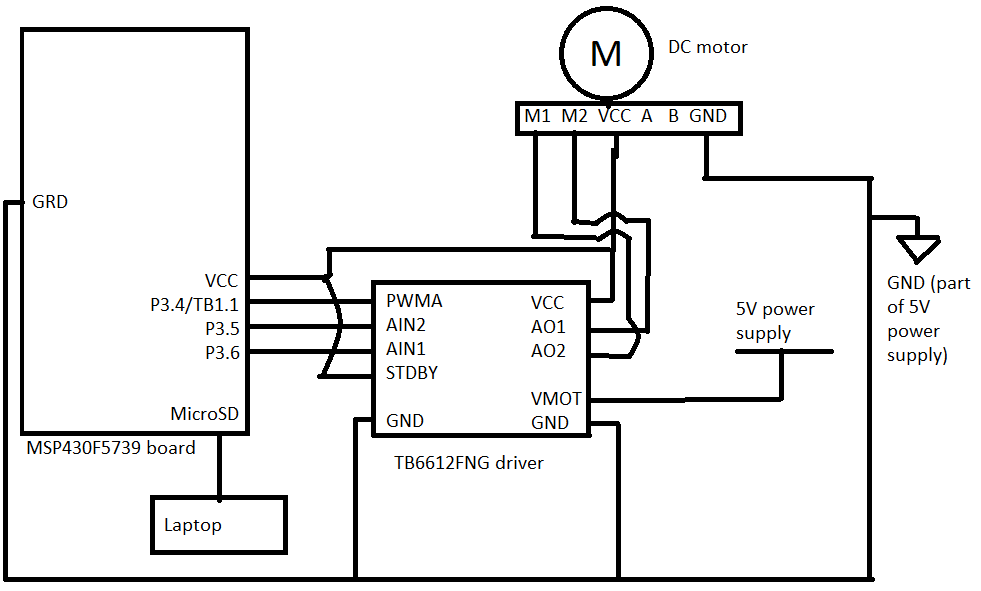 M
DC motor
M1 M2 VCC A B GND
GRD
VCC
P3.4/TB1.1
P3.5
P3.6
MicroSD
MSP430F5739 board
Laptop
PWMA
AIN2
AIN1
STDBY
GND
VCC
AO1
AO2
VMOT
GND
TB6612FNG driver
5V power
supply
GND (part
of 5V
power
supply)